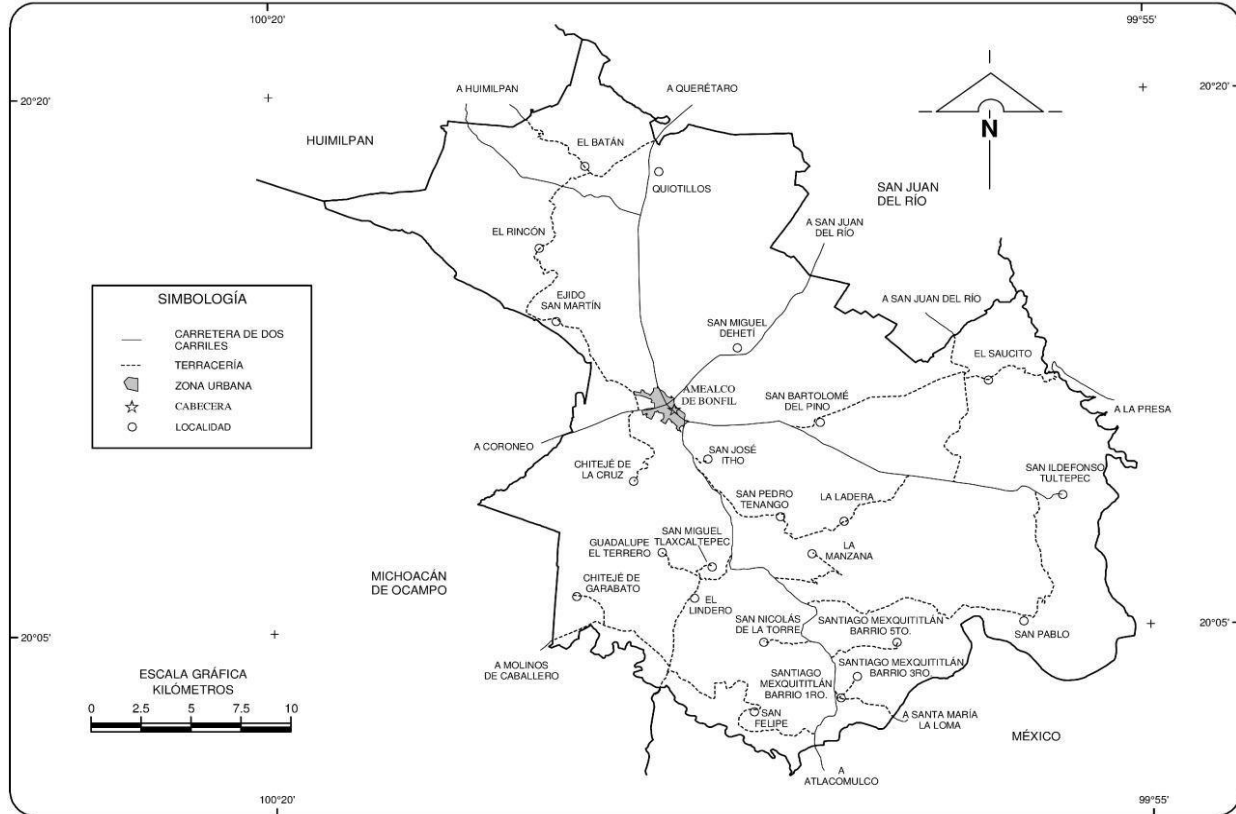 100°20'
99°55'
20°20'
20°20'
A HUIMILPAN
A QUERÉTARO
HUIMILPAN
EL BATÁN
QUIOTILLOS
N
SAN JUAN
DEL RÍO
A SAN JUAN
DEL RÍO
EL RINCÓN
EJIDO
SAN MARTÍN
A SAN JUAN DEL RÍO
SIMBOLOGÍA
CARRETERA DE DOS
CARRILES
TERRACERÍA
ZONA URBANA
CABECERA
LOCALIDAD
SAN MIGUEL
DEHETÍ
EL SAUCITO
AMEALCO
DE BONFIL
SAN BARTOLOMÉ
DEL PINO
A LA PRESA
A CORONEO
SAN JOSÉ
ITHO
CHITEJÉ DE
LA CRUZ
SAN ILDEFONSO
TULTEPEC
SAN PEDRO
TENANGO
LA LADERA
GUADALUPE
EL TERRERO
SAN MIGUEL
TLAXCALTEPEC
LA
MANZANA
MICHOACÁN
DE OCAMPO
CHITEJÉ DE
GARABATO
EL
LINDERO
SAN NICOLÁS
DE LA TORRE
SANTIAGO MEXQUITITLÁN
BARRIO 5TO.
SAN PABLO
20°05'
20°05'
A MOLINOS
DE CABALLERO
SANTIAGO
MEXQUITITLÁN
BARRIO 1RO.
SANTIAGO MEXQUITITLÁN
BARRIO 3RO.
ESCALA GRÁFICA
KILÓMETROS
0 2.5 5 7.5 10
SAN
FELIPE
A SANTA MARÍA
LA LOMA
MÉXICO
A
ATLACOMULCO
100°20'
99°55'